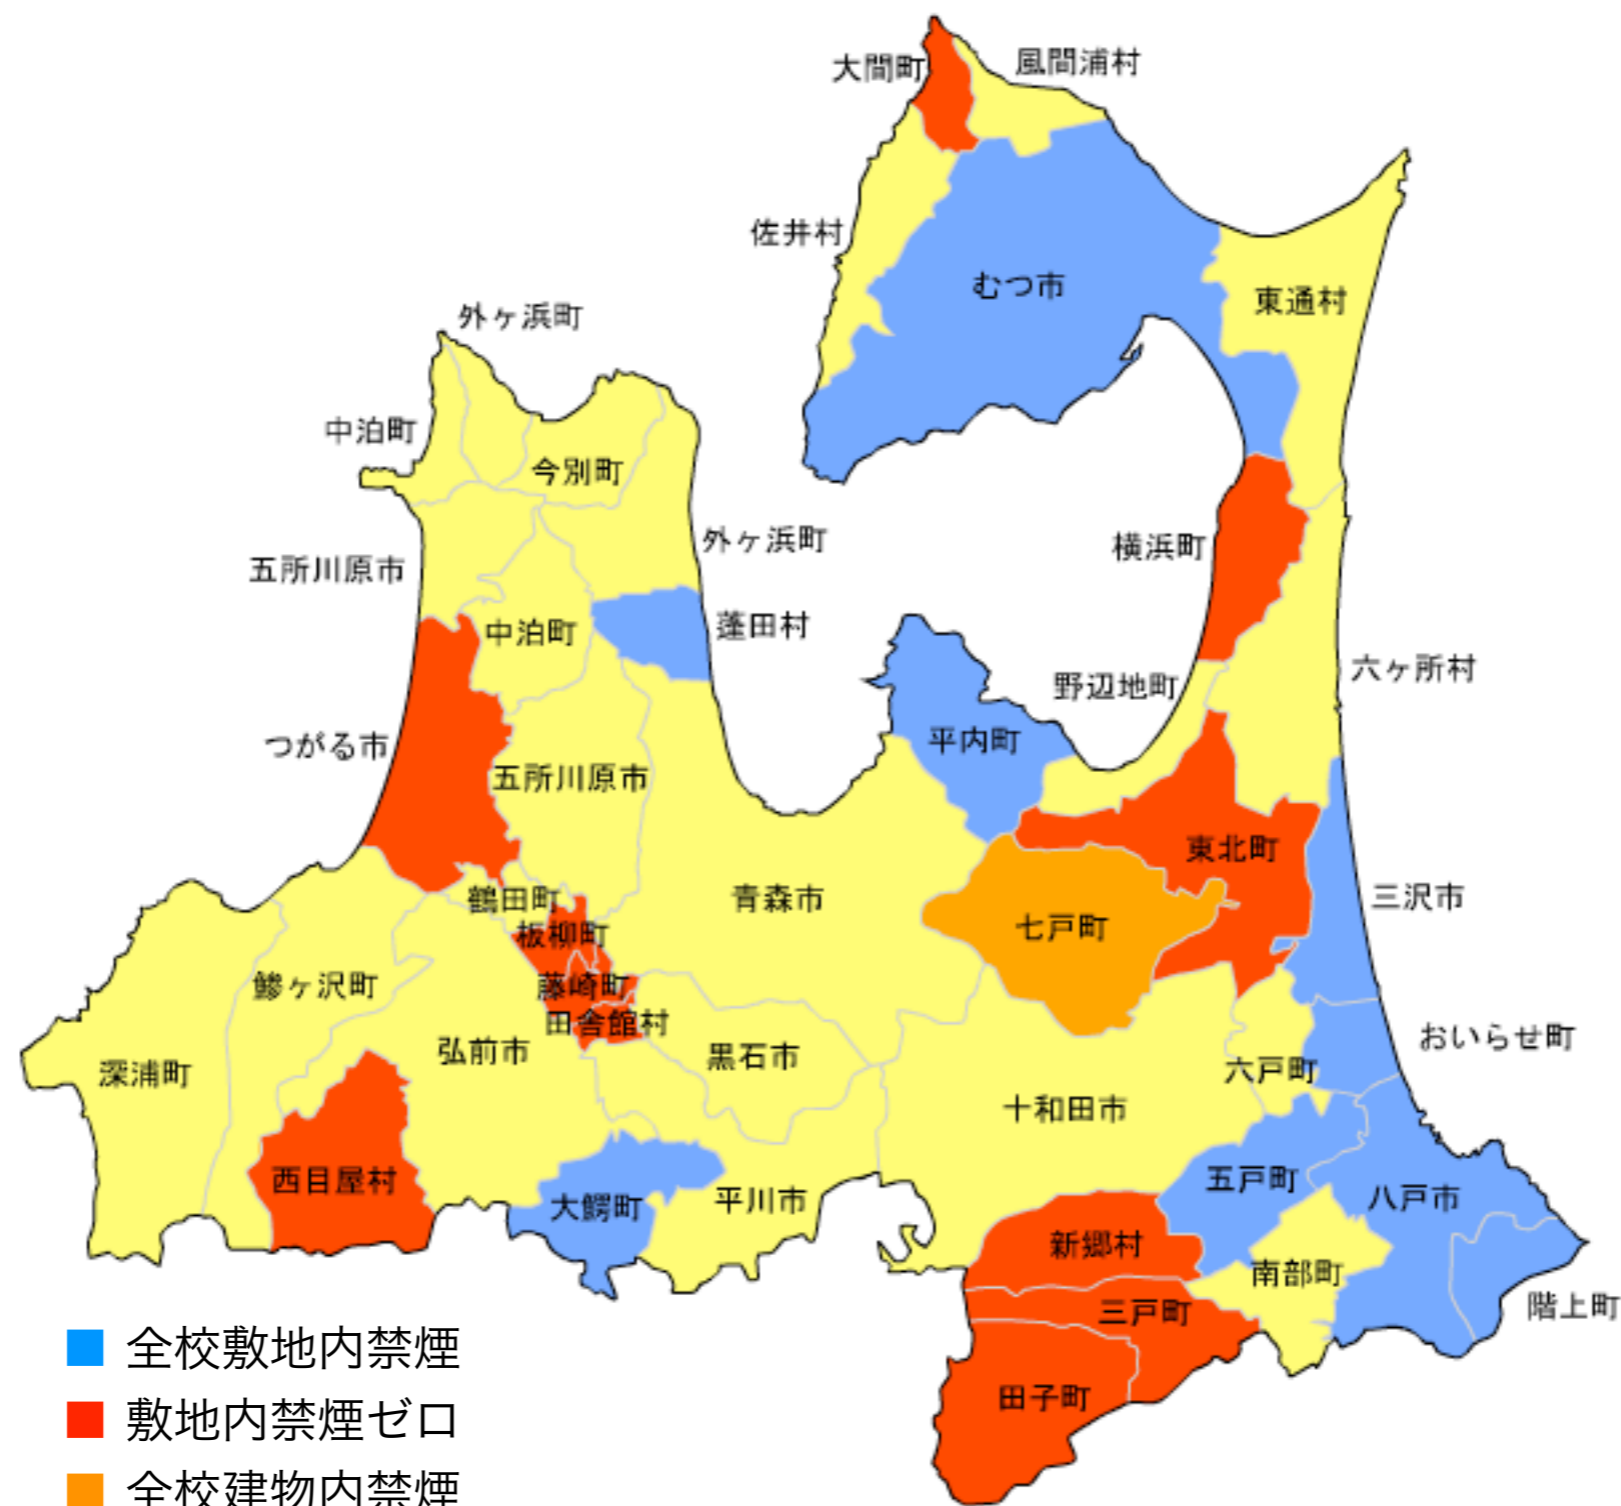 大間町
風間浦村
佐井村
むつ市
東通村
外ヶ浜町
中泊町
今別町
外ヶ浜町
横浜町
五所川原市
蓬田村
中泊町
六ヶ所村
野辺地町
平内町
つがる市
五所川原市
東北町
三沢市
鶴田町
青森市
七戸町
板柳町
鰺ヶ沢町
藤崎町
田舎館村
おいらせ町
弘前市
黒石市
深浦町
六戸町
十和田市
西目屋村
五戸町
八戸市
大鰐町
平川市
新郷村
南部町
階上町
三戸町
田子町
全校敷地内禁煙
敷地内禁煙ゼロ
全校建物内禁煙